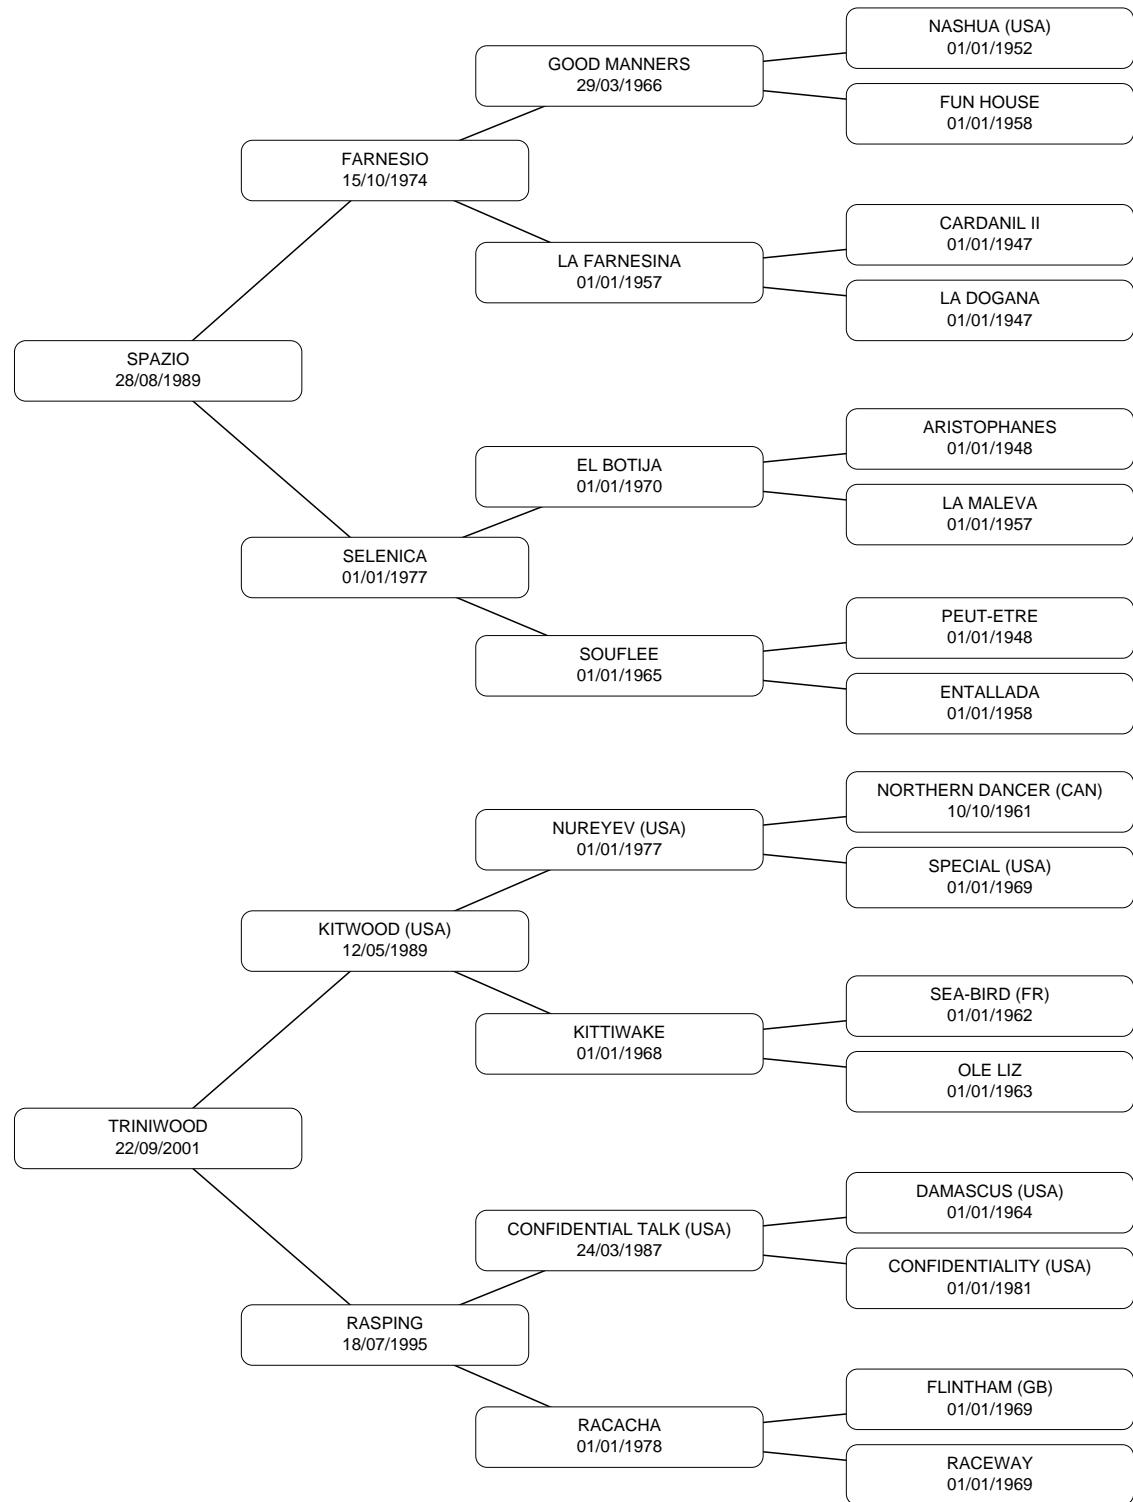 NASHUA (USA)
01/01/1952
GOOD MANNERS
29/03/1966
FUN HOUSE
01/01/1958
FARNESIO
15/10/1974
CARDANIL II
01/01/1947
LA FARNESINA
01/01/1957
LA DOGANA
01/01/1947
SPAZIO
28/08/1989
ARISTOPHANES
01/01/1948
EL BOTIJA
01/01/1970
LA MALEVA
01/01/1957
SELENICA
01/01/1977
PEUT-ETRE
01/01/1948
SOUFLEE
01/01/1965
ENTALLADA
01/01/1958
NORTHERN DANCER (CAN)
10/10/1961
NUREYEV (USA)
01/01/1977
SPECIAL (USA)
01/01/1969
KITWOOD (USA)
12/05/1989
SEA-BIRD (FR)
01/01/1962
KITTIWAKE
01/01/1968
OLE LIZ
01/01/1963
TRINIWOOD
22/09/2001
DAMASCUS (USA)
01/01/1964
CONFIDENTIAL TALK (USA)
24/03/1987
CONFIDENTIALITY (USA)
01/01/1981
RASPING
18/07/1995
FLINTHAM (GB)
01/01/1969
RACACHA
01/01/1978
RACEWAY
01/01/1969